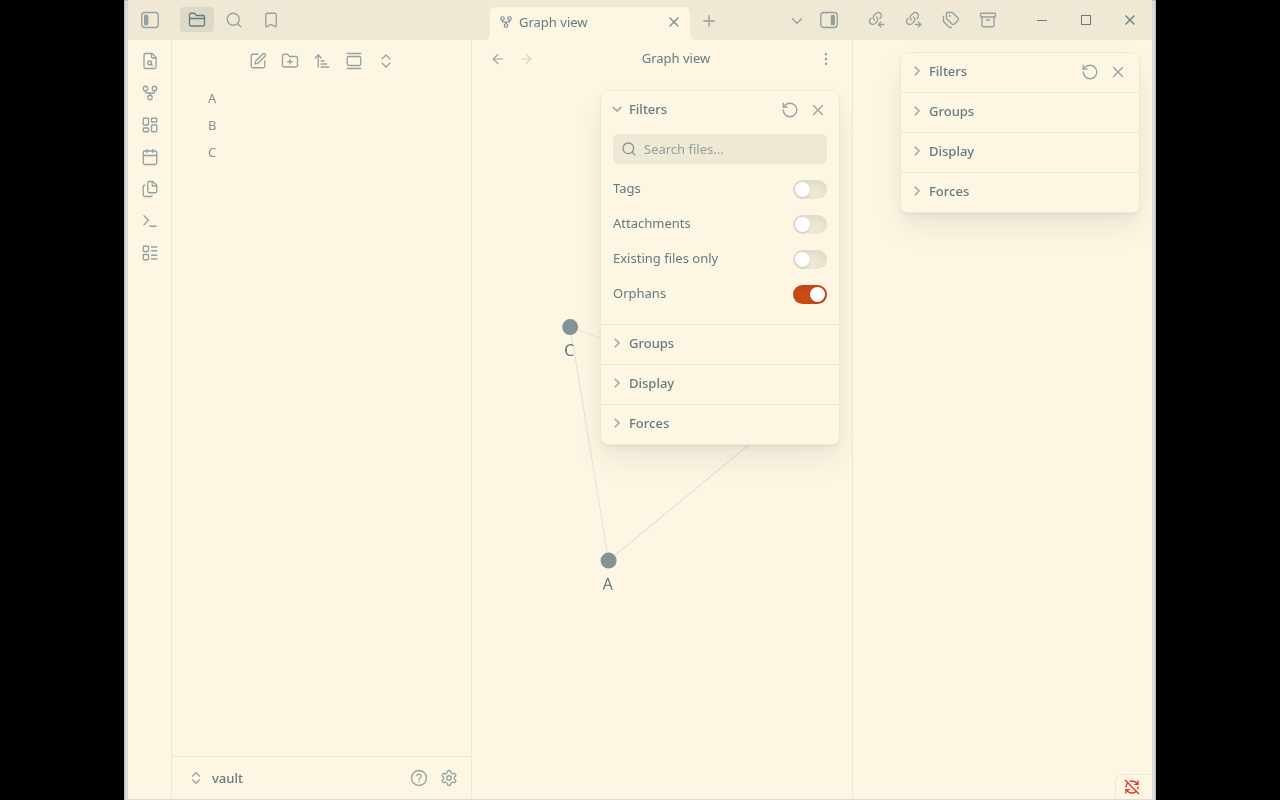 Graph view
Graph view
A
B
C
Filters
Search files...
Tags
Attachments
Existing files only
Orphans
Groups
Display
Forces
C
A
Filters
Groups
Display
Forces
vault